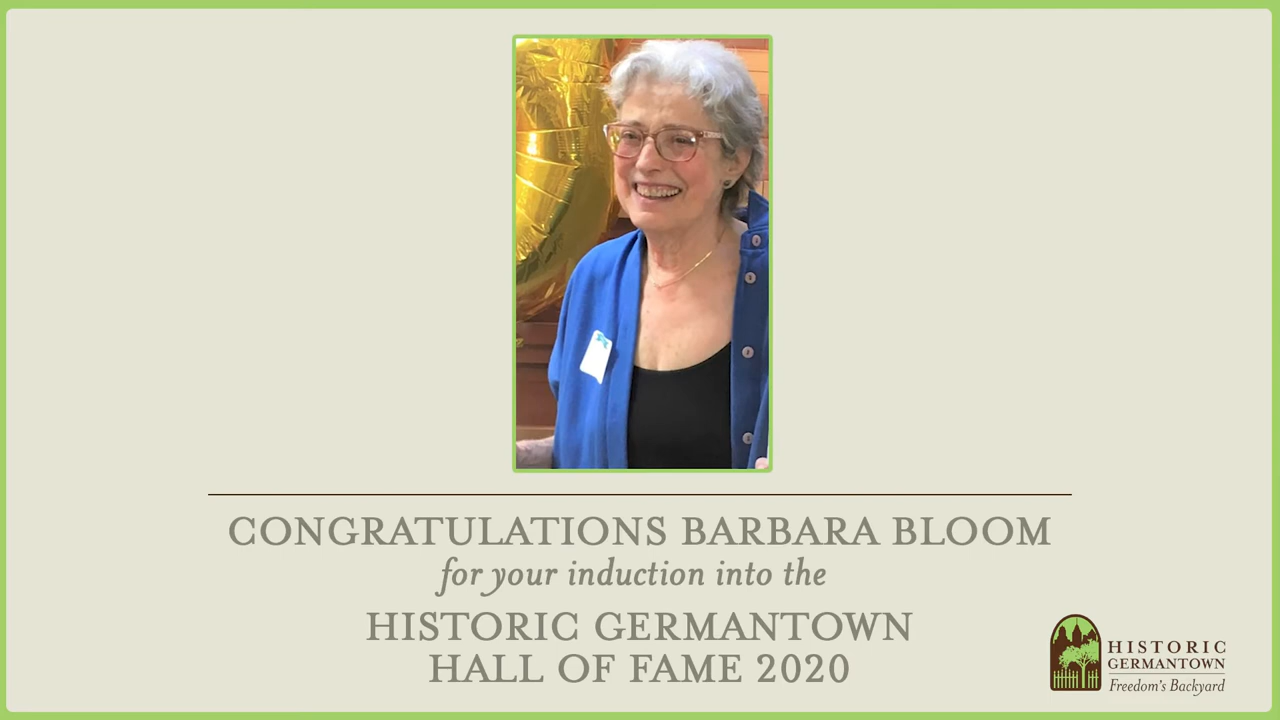 CONGRATULATIONS BARBARA BLOOM
for your induction into the
HISTORIC GERMANTOWN
HALL OF FAME 2020
HISTORIC
GERMANTOWN
Freedom's Backyard